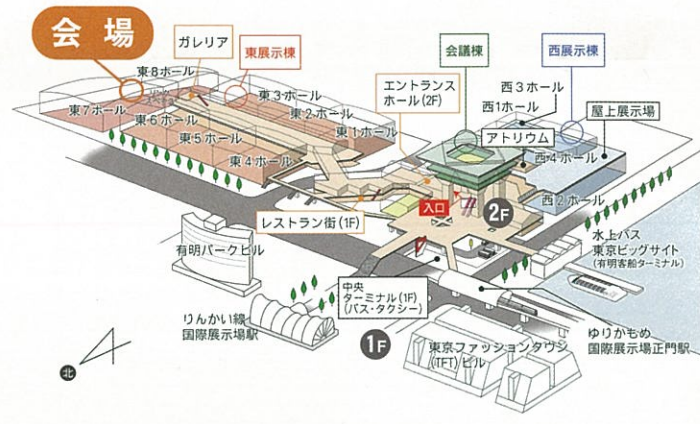 会場
ガレリア
東展示棟
会議棟
西展示棟
東8ホール
東7ホール
東6ホール
東5ホール
東4ホール
東3ホール
東2ホール
東1ホール
エントランス
ホール(2F)
西3ホール
西1ホール
屋上展示場
アトリウム
西4ホール
西2ホール
入口
2F
レストラン街(1F)
有明パークビル
水上バス
東京ビッグサイト
(有明客船ターミナル)
中央
ターミナル(1F)
(バス・タクシー)
りんかい線
国際展示場駅
1F
東京ファッションタウン
(TFT)ビル
ゆりかもめ
国際展示場正門駅
北